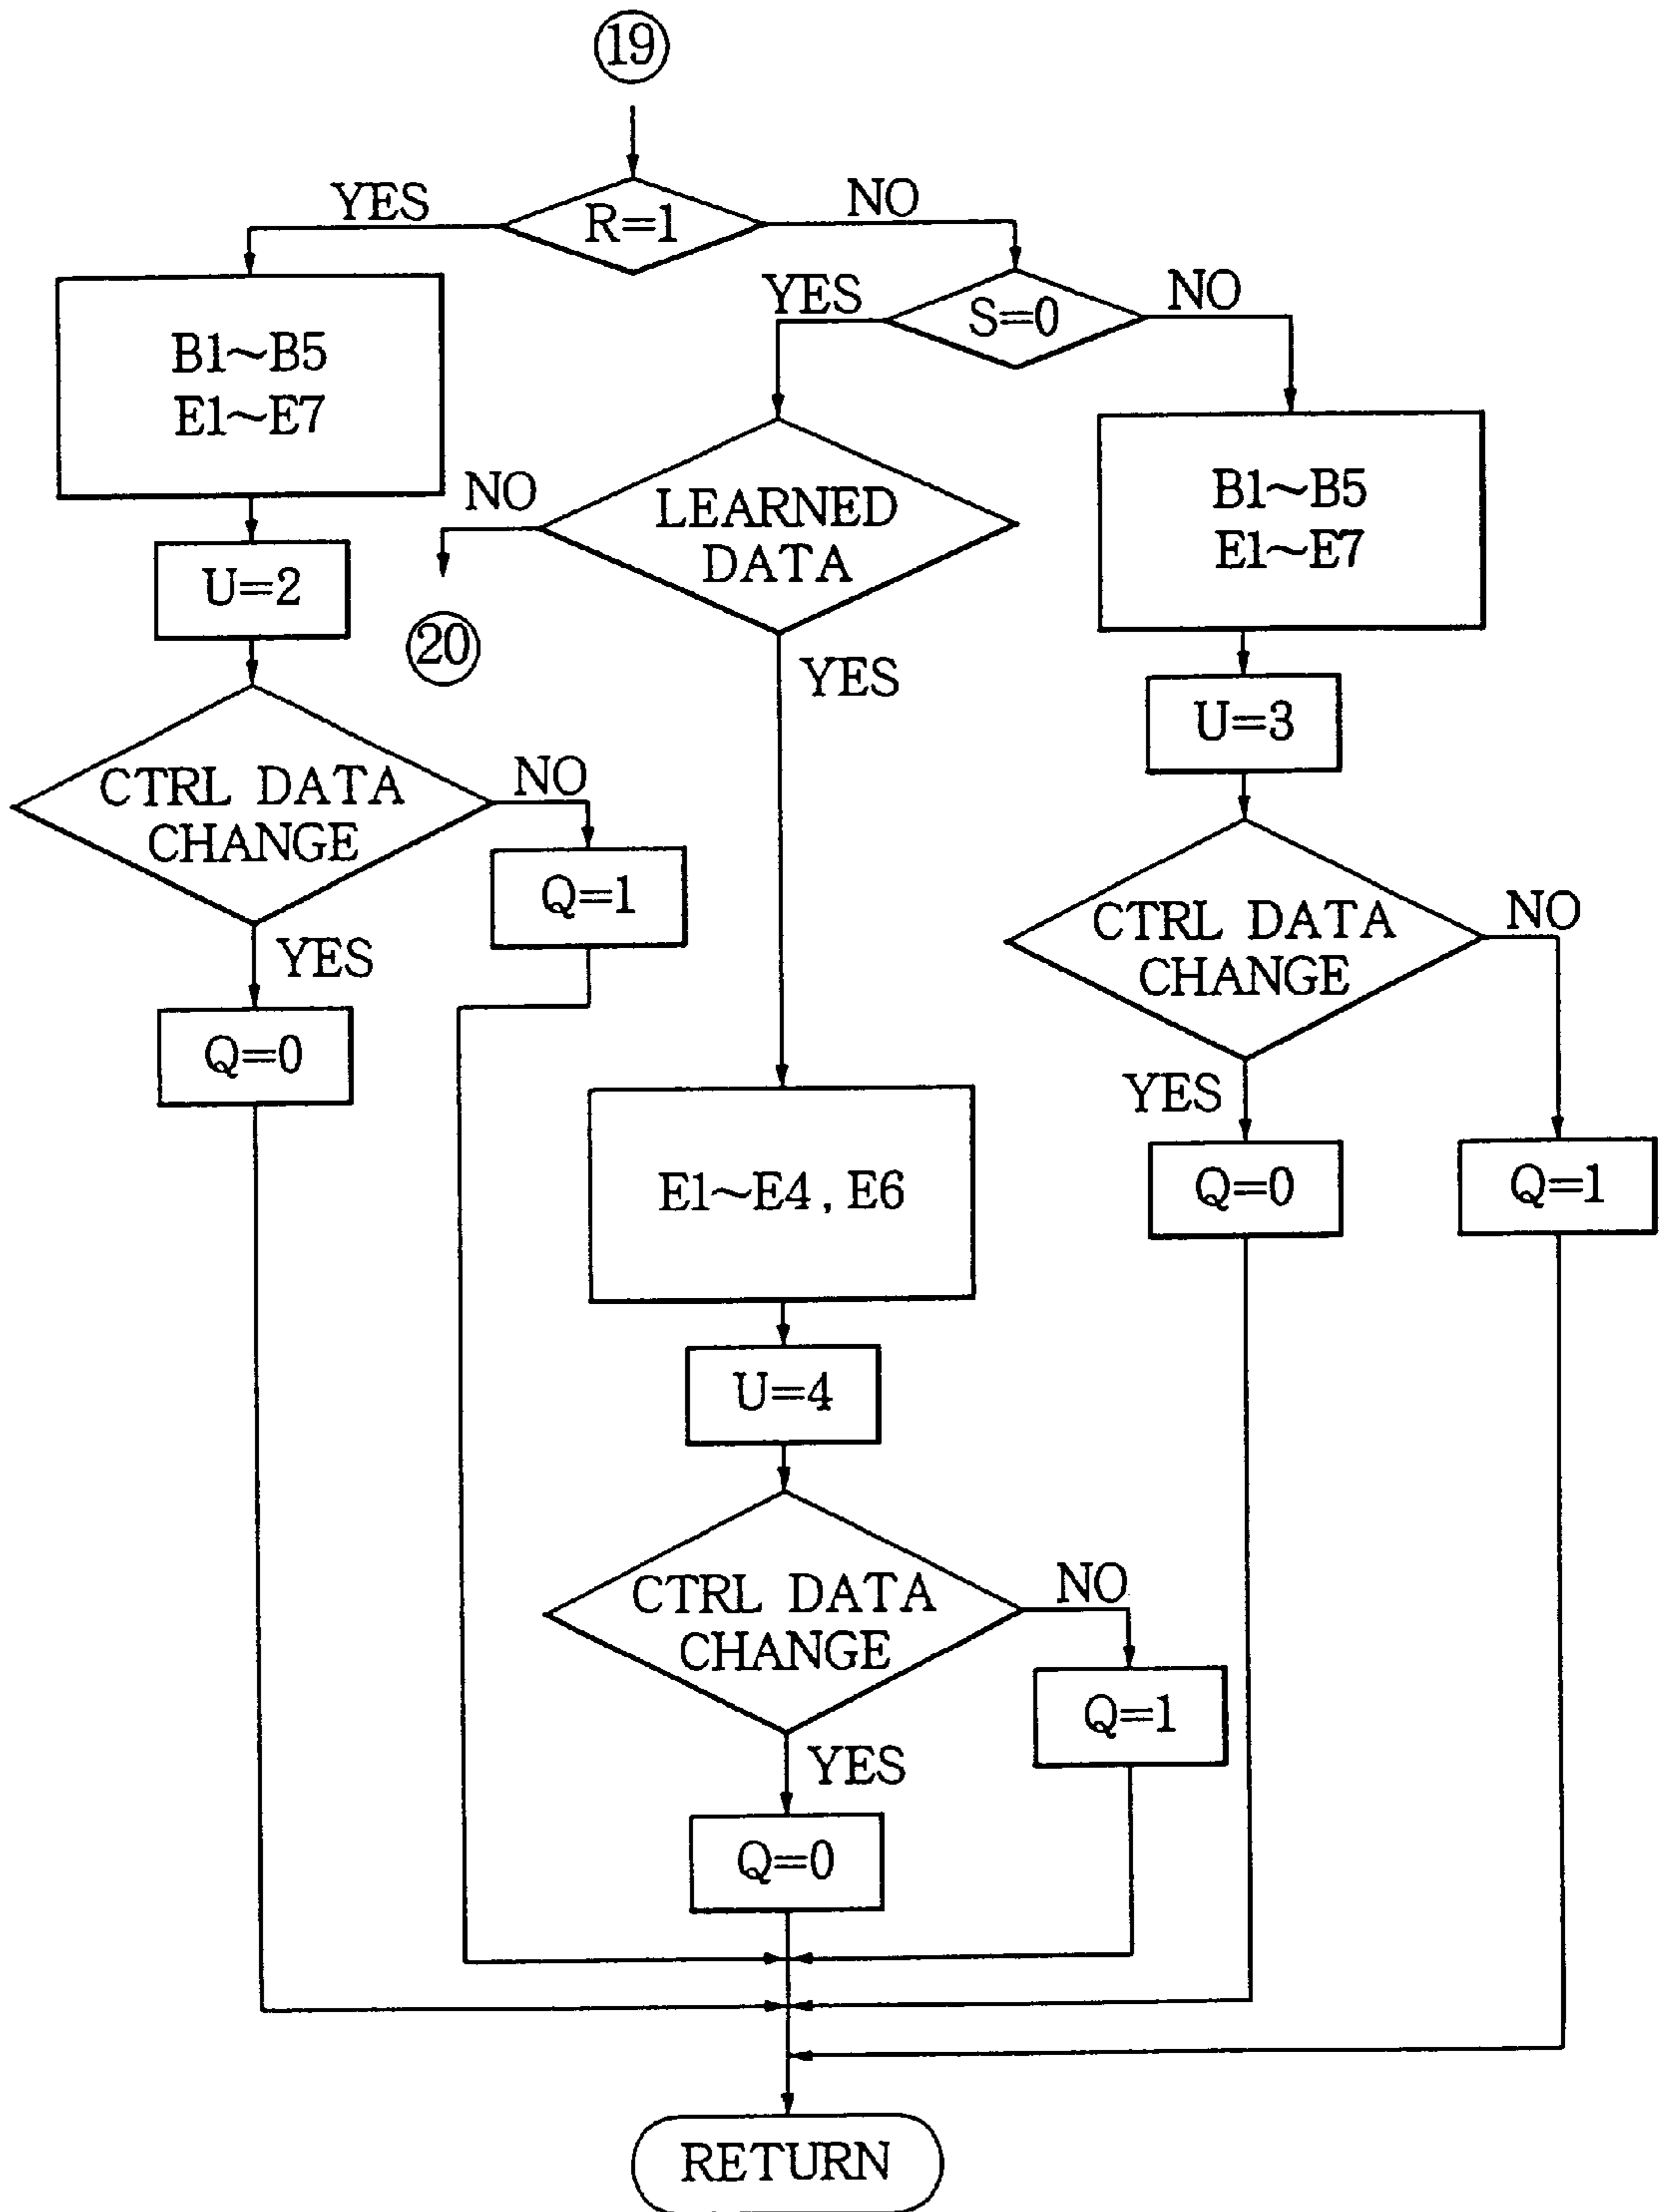 19
YES
R=1
NO
YES
S=0
NO
B1~B5
E1~E7
NO
LEARNED
DATA
B1~B5
E1~E7
U=2
20
YES
U=3
CTRL DATA
CHANGE
NO
Q=1
YES
CTRL DATA
CHANGE
NO
Q=0
YES
E1~E4, E6
Q=0
Q=1
U=4
CTRL DATA
CHANGE
NO
Q=1
YES
Q=0
RETURN